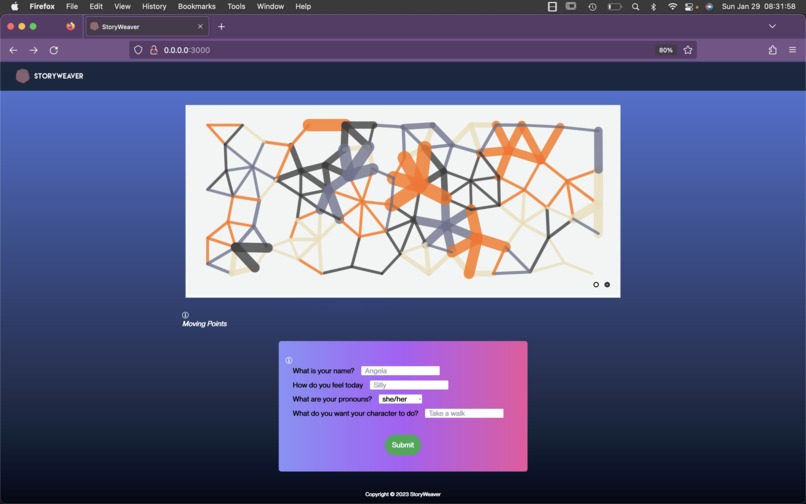 Firefox File Edit View History Bookmarks Tools Window Help Sun Jan 29 08:31:58
StoryWeaver
0.0.0.0:3000 80%
STORYWEAVER
Moving Points
What is your name? Angela
How do you feel today Silly
What are your pronouns? she/her
What do you want your character to do? Take a walk
Submit
Copyright © 2023 StoryWeaver